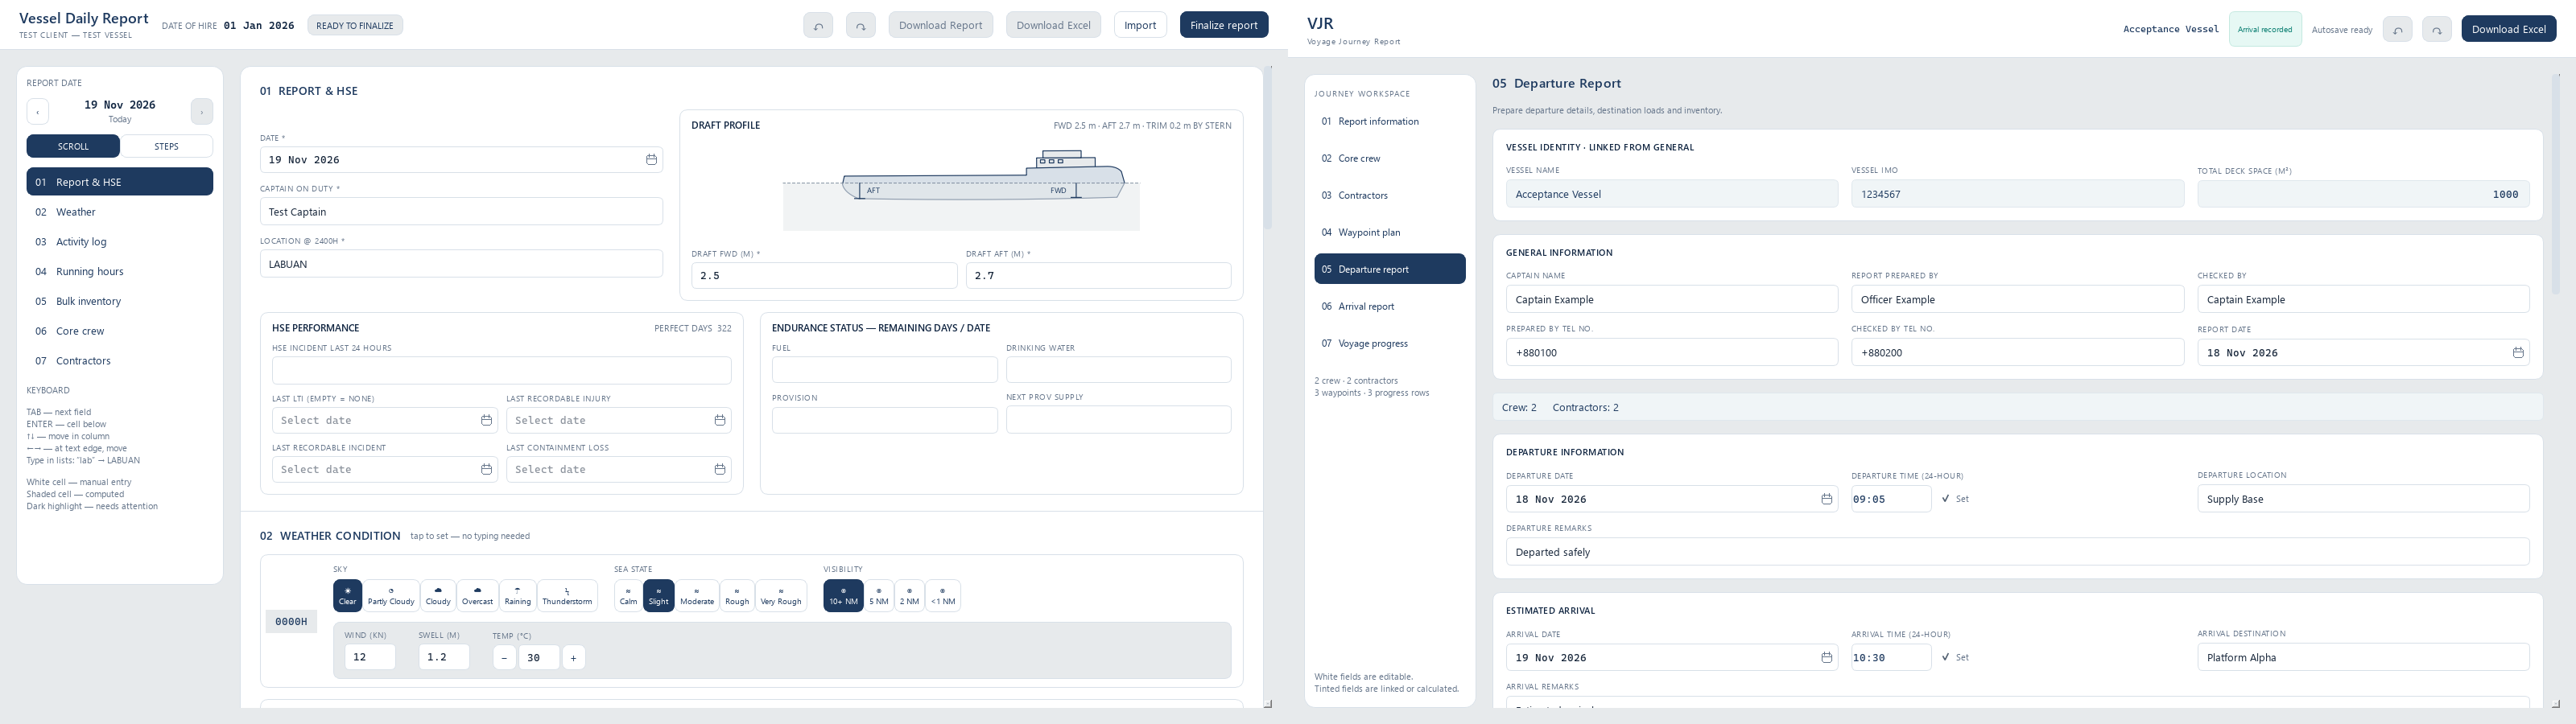 Vessel Daily Report
TEST CLIENT — TEST VESSEL
DATE OF HIRE 01 Jan 2026
READY TO FINALIZE
Download Report
Download Excel
Import
Finalize report
REPORT DATE
‹
19 Nov 2026
Today
›
SCROLL
STEPS
01 Report & HSE
02 Weather
03 Activity log
04 Running hours
05 Bulk inventory
06 Core crew
07 Contractors
KEYBOARD
TAB — next field
ENTER — cell below
↑↓ — move in column
←→ — at text edge, move
Type in lists: "lab" → LABUAN
White cell — manual entry
Shaded cell — computed
Dark highlight — needs attention
01 REPORT & HSE
DATE *
19 Nov 2026
CAPTAIN ON DUTY *
Test Captain
LOCATION @ 2400H *
LABUAN
DRAFT PROFILE
FWD 2.5 m · AFT 2.7 m · TRIM 0.2 m BY STERN
AFT
FWD
DRAFT FWD (M) *
DRAFT AFT (M) *
2.5
2.7
HSE PERFORMANCE
PERFECT DAYS 322
HSE INCIDENT LAST 24 HOURS
LAST LTI (EMPTY = NONE)
LAST RECORDABLE INJURY
Select date
Select date
LAST RECORDABLE INCIDENT
LAST CONTAINMENT LOSS
Select date
Select date
ENDURANCE STATUS — REMAINING DAYS / DATE
FUEL
DRINKING WATER
PROVISION
NEXT PROV SUPPLY
02 WEATHER CONDITION tap to set — no typing needed
0000H
SKY
Clear
Partly Cloudy
Cloudy
Overcast
Raining
Thunderstorm
SEA STATE
Calm
Slight
Moderate
Rough
Very Rough
VISIBILITY
10+ NM
5 NM
2 NM
<1 NM
WIND (KN)
SWELL (M)
TEMP (°C)
12
1.2
−
30
+
VJR
Voyage Journey Report
Acceptance Vessel
Arrival recorded
Autosave ready
Download Excel
JOURNEY WORKSPACE
01 Report information
02 Core crew
03 Contractors
04 Waypoint plan
05 Departure report
06 Arrival report
07 Voyage progress
2 crew · 2 contractors
3 waypoints · 3 progress rows
White fields are editable.
Tinted fields are linked or calculated.
05 Departure Report
Prepare departure details, destination loads and inventory.
VESSEL IDENTITY · LINKED FROM GENERAL
VESSEL NAME
VESSEL IMO
TOTAL DECK SPACE (M²)
Acceptance Vessel
1234567
1000
GENERAL INFORMATION
CAPTAIN NAME
REPORT PREPARED BY
CHECKED BY
Captain Example
Officer Example
Captain Example
PREPARED BY TEL NO.
CHECKED BY TEL NO.
REPORT DATE
+880100
+880200
18 Nov 2026
Crew: 2 Contractors: 2
DEPARTURE INFORMATION
DEPARTURE DATE
DEPARTURE TIME (24-HOUR)
DEPARTURE LOCATION
18 Nov 2026
09:05
✓ Set
Supply Base
DEPARTURE REMARKS
Departed safely
ESTIMATED ARRIVAL
ARRIVAL DATE
ARRIVAL TIME (24-HOUR)
ARRIVAL DESTINATION
19 Nov 2026
10:30
✓ Set
Platform Alpha
ARRIVAL REMARKS